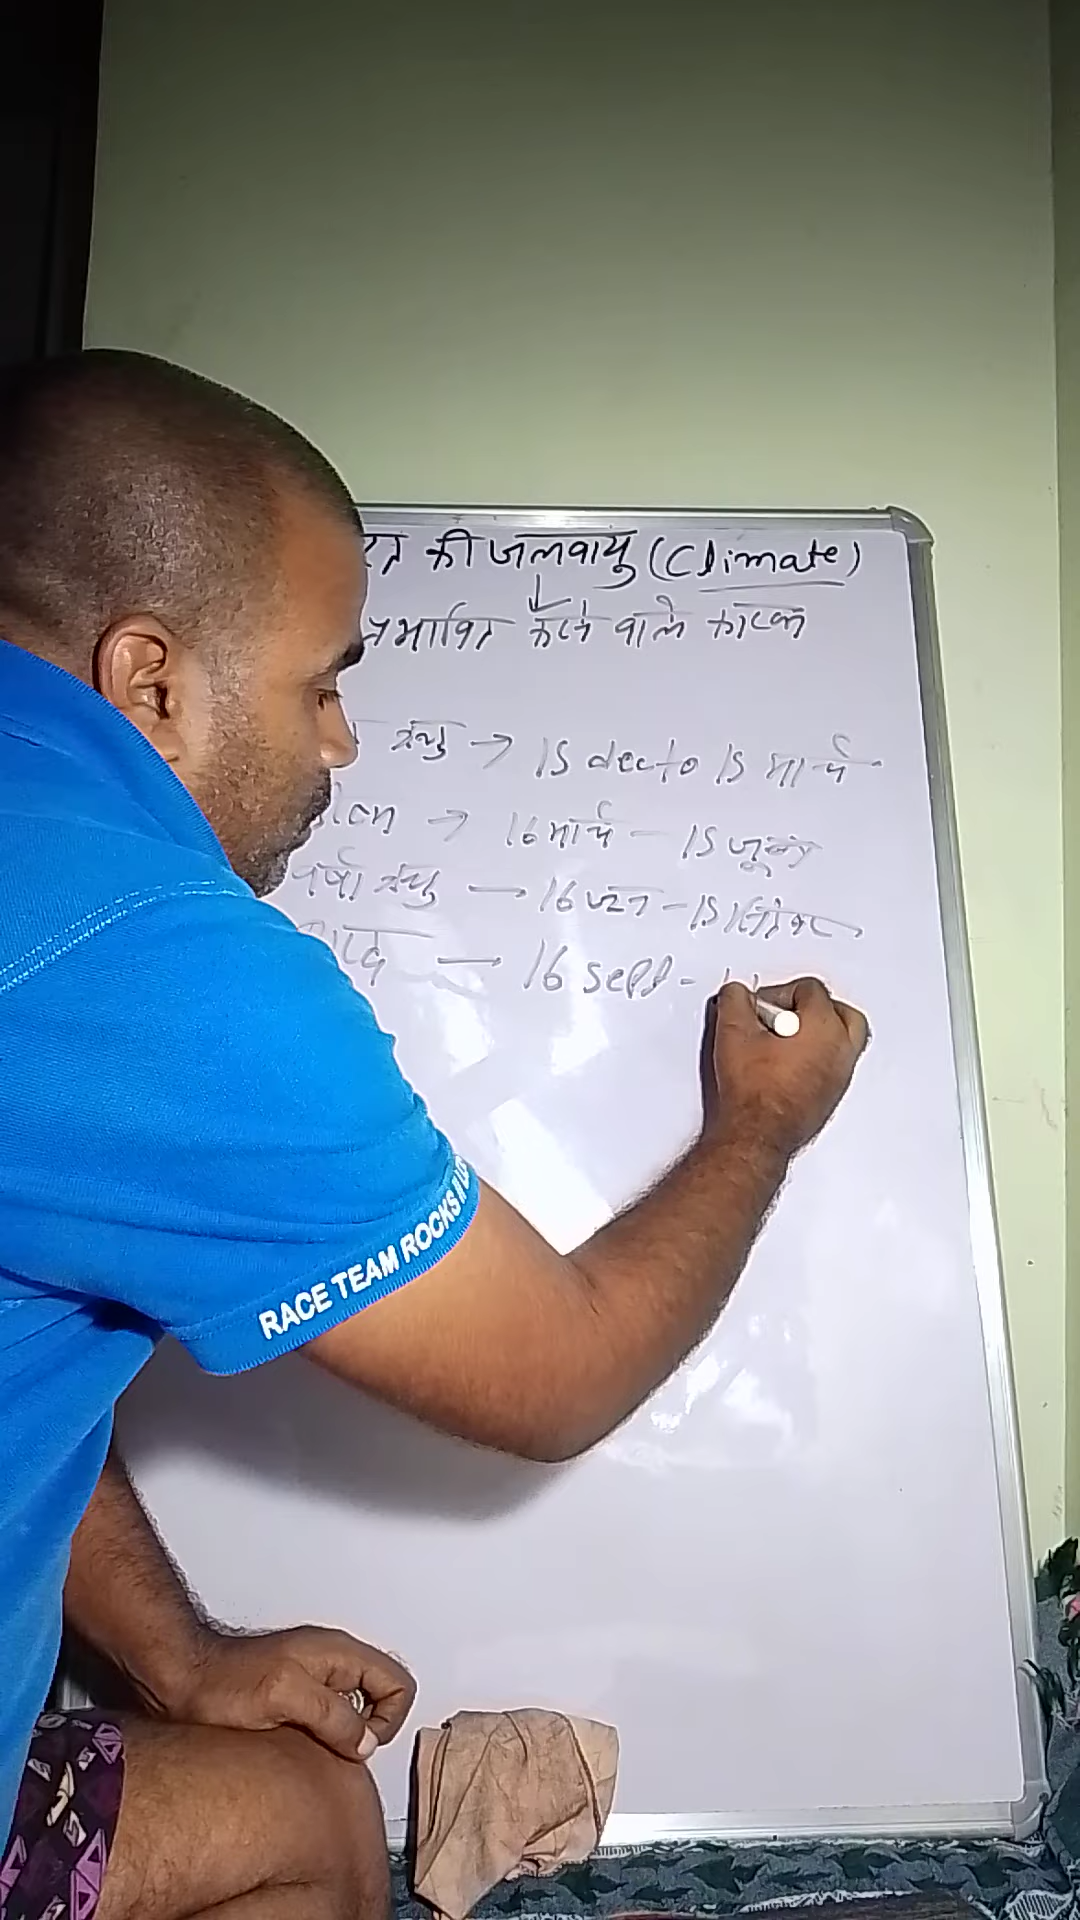 की जलवायु (Climate)
प्रभावित करने वाले कारक
ऋतु → 15 dec to 15 मार्च
→ 16 मार्च - 15 जून
वर्षा ऋतु → 16 जून - 15 सितंबर
शरद → 16 sept -
RACE TEAM ROCKS